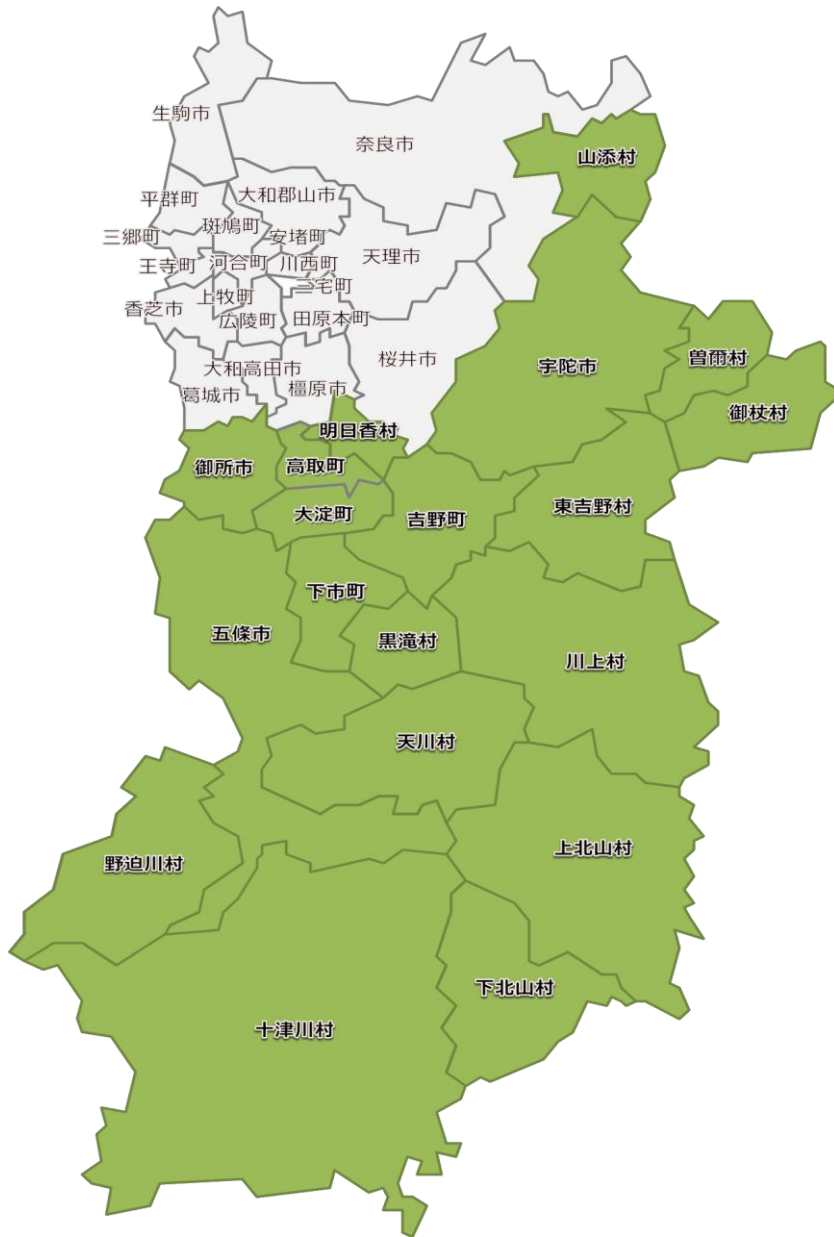 生駒市
奈良市
山添村
平群町
大和郡山市
斑鳩町
三郷町
安堵町
天理市
王寺町
河合町
川西町
三宅町
香芝市
上牧町
広陵町
田原本町
桜井市
宇陀市
曽爾村
大和高田市
葛城市
橿原市
御杖村
明日香村
御所市
高取町
大淀町
吉野町
東吉野村
下市町
五條市
黒滝村
川上村
天川村
野迫川村
上北山村
下北山村
十津川村